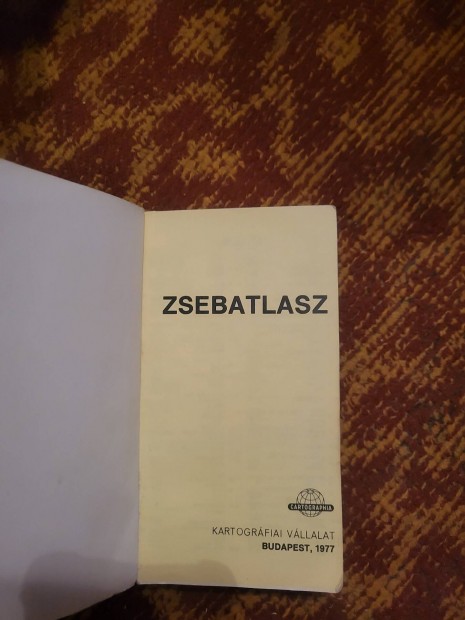 ZSEBATLASZ
CARTOGRAPHIA
KARTOGRÁFIAI VÁLLALAT
BUDAPEST, 1977